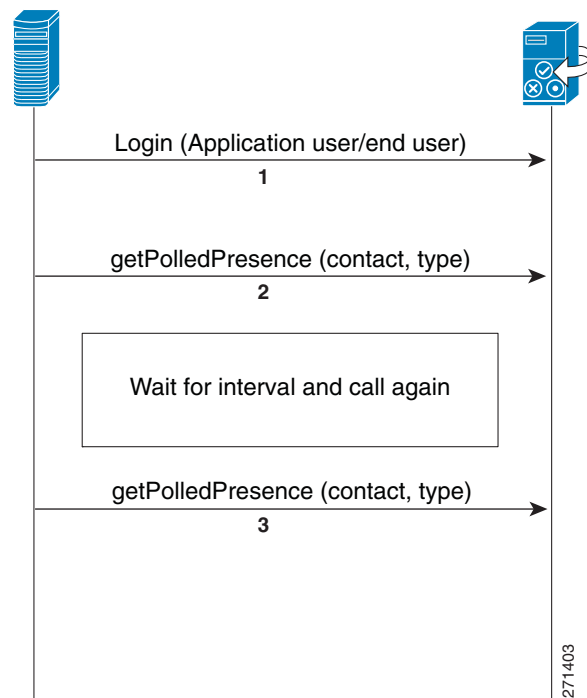 Login (Application user/end user)
1
getPolledPresence (contact, type)
2
Wait for interval and call again
getPolledPresence (contact, type)
3
271403